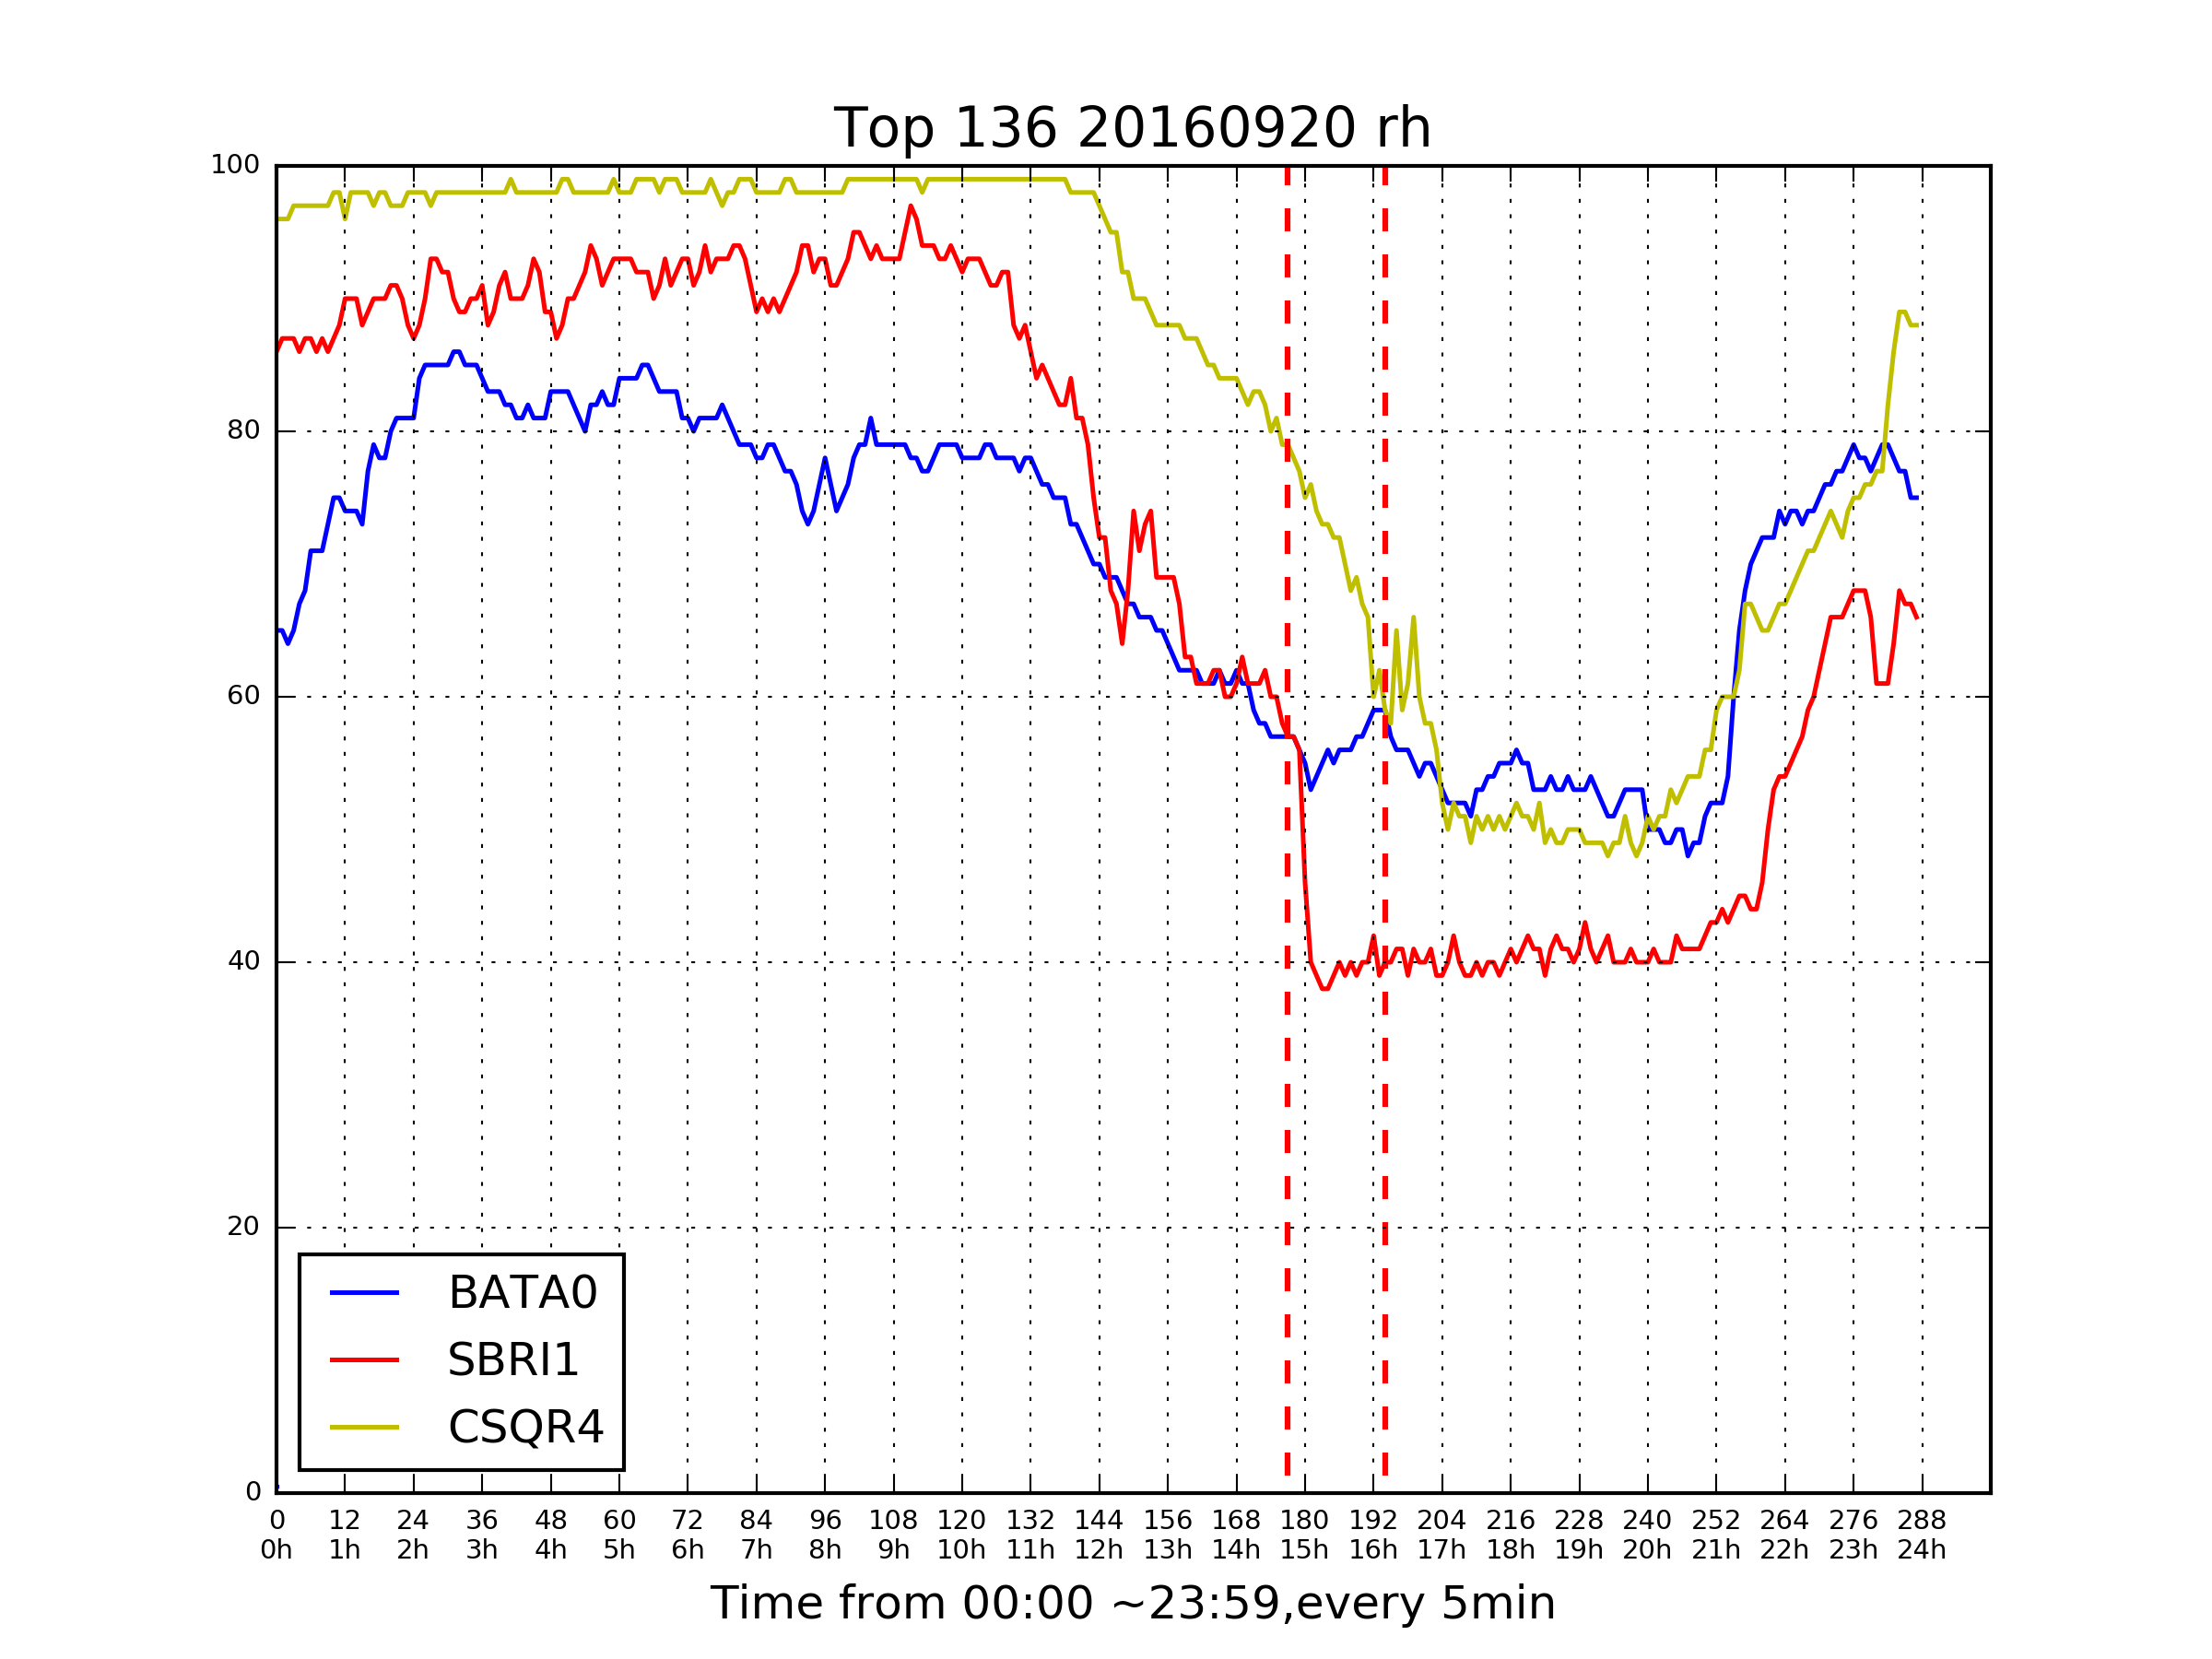 Top 136 20160920 rh
100
80
60
40
20
0
BATA0
SBRI1
CSQR4
0 12 24 36 48 60 72 84 96 108 120 132 144 156 168 180 192 204 216 228 240 252 264 276 288
0h 1h 2h 3h 4h 5h 6h 7h 8h 9h 10h 11h 12h 13h 14h 15h 16h 17h 18h 19h 20h 21h 22h 23h 24h
Time from 00:00 ~23:59,every 5min